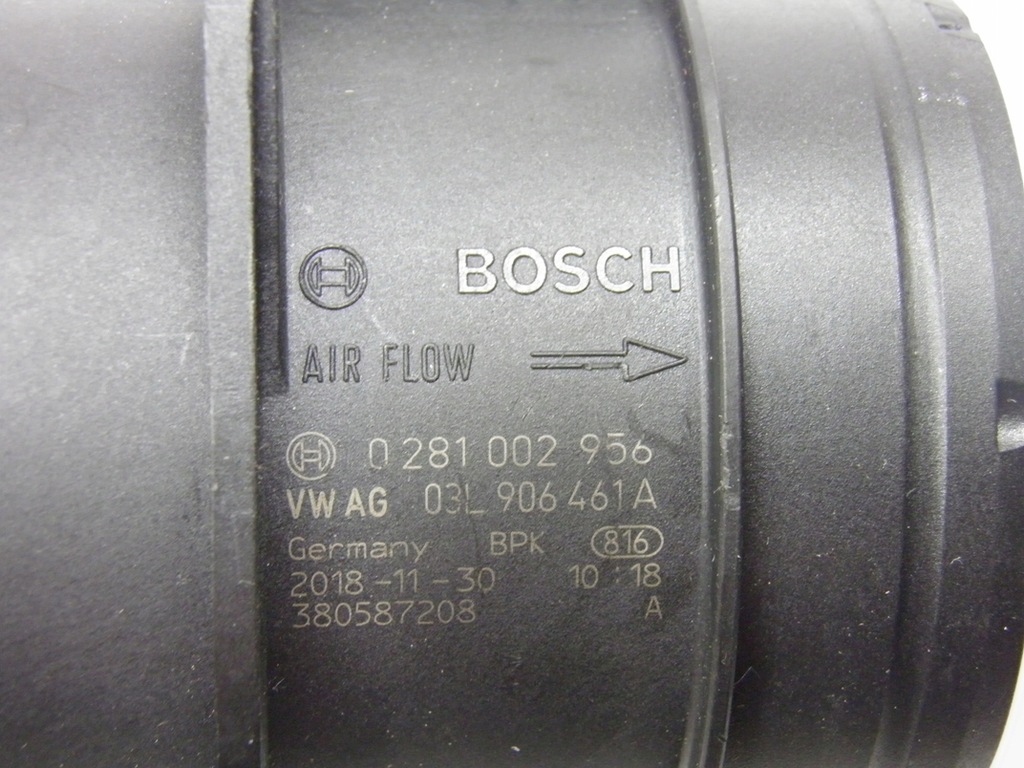 BOSCH
AIR FLOW
0 281 002 956
VW AG 03L 906 461 A
Germany BPK 816
2018-11-30 10:18
380587208 A